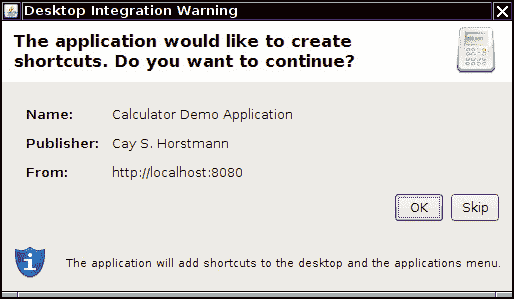 Desktop Integration Warning
The application would like to create
shortcuts. Do you want to continue?
Name: Calculator Demo Application
Publisher: Cay S. Horstmann
From: http://localhost:8080
OK Skip
The application will add shortcuts to the desktop and the applications menu.